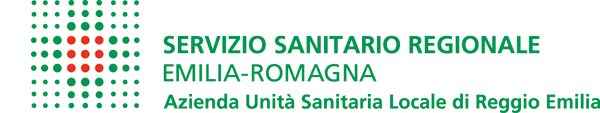 SERVIZIO SANITARIO REGIONALE
EMILIA-ROMAGNA
Azienda Unità Sanitaria Locale di Reggio Emilia